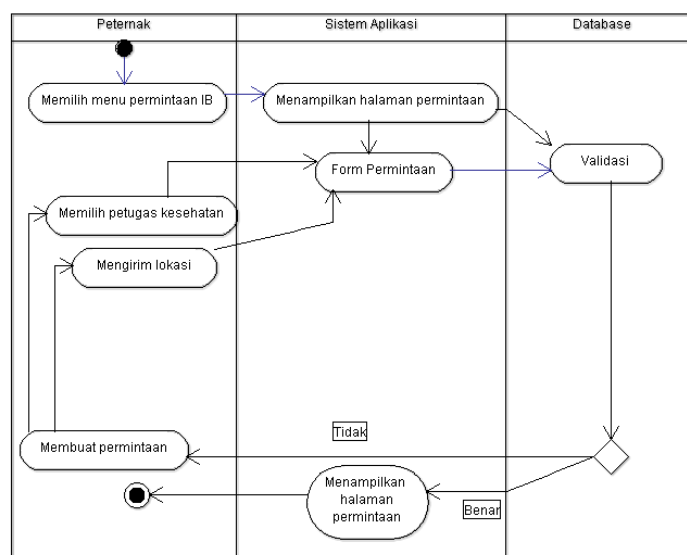 Peternak
Sistem Aplikasi
Database
Memilih menu permintaan IB
Menampilkan halaman permintaan
Form Permintaan
Validasi
Memilih petugas kesehatan
Mengirim lokasi
Tidak
Membuat permintaan
Menampilkan
halaman
permintaan
Benar